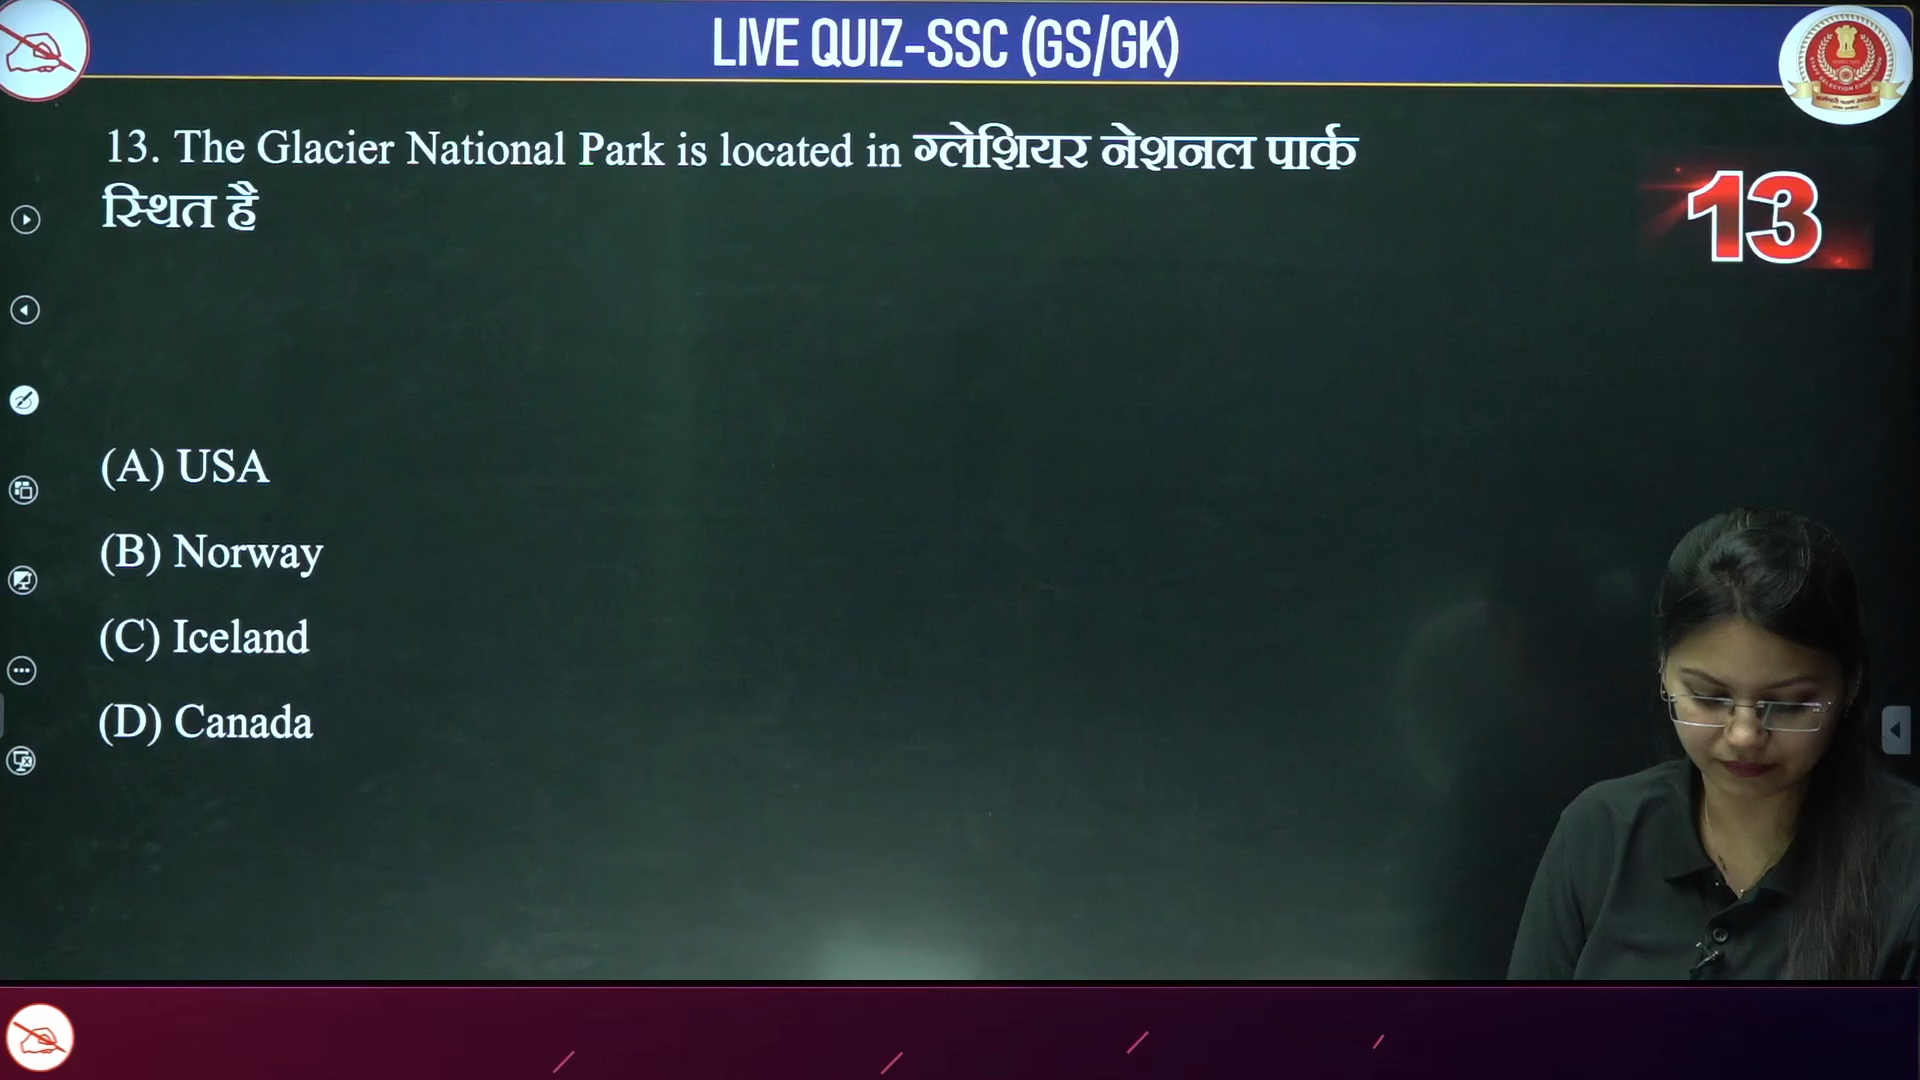 LIVE QUIZ-SSC (GS/GK)
13. The Glacier National Park is located in ग्लेशियर नेशनल पार्क
स्थित है
13
(A) USA
(B) Norway
(C) Iceland
(D) Canada